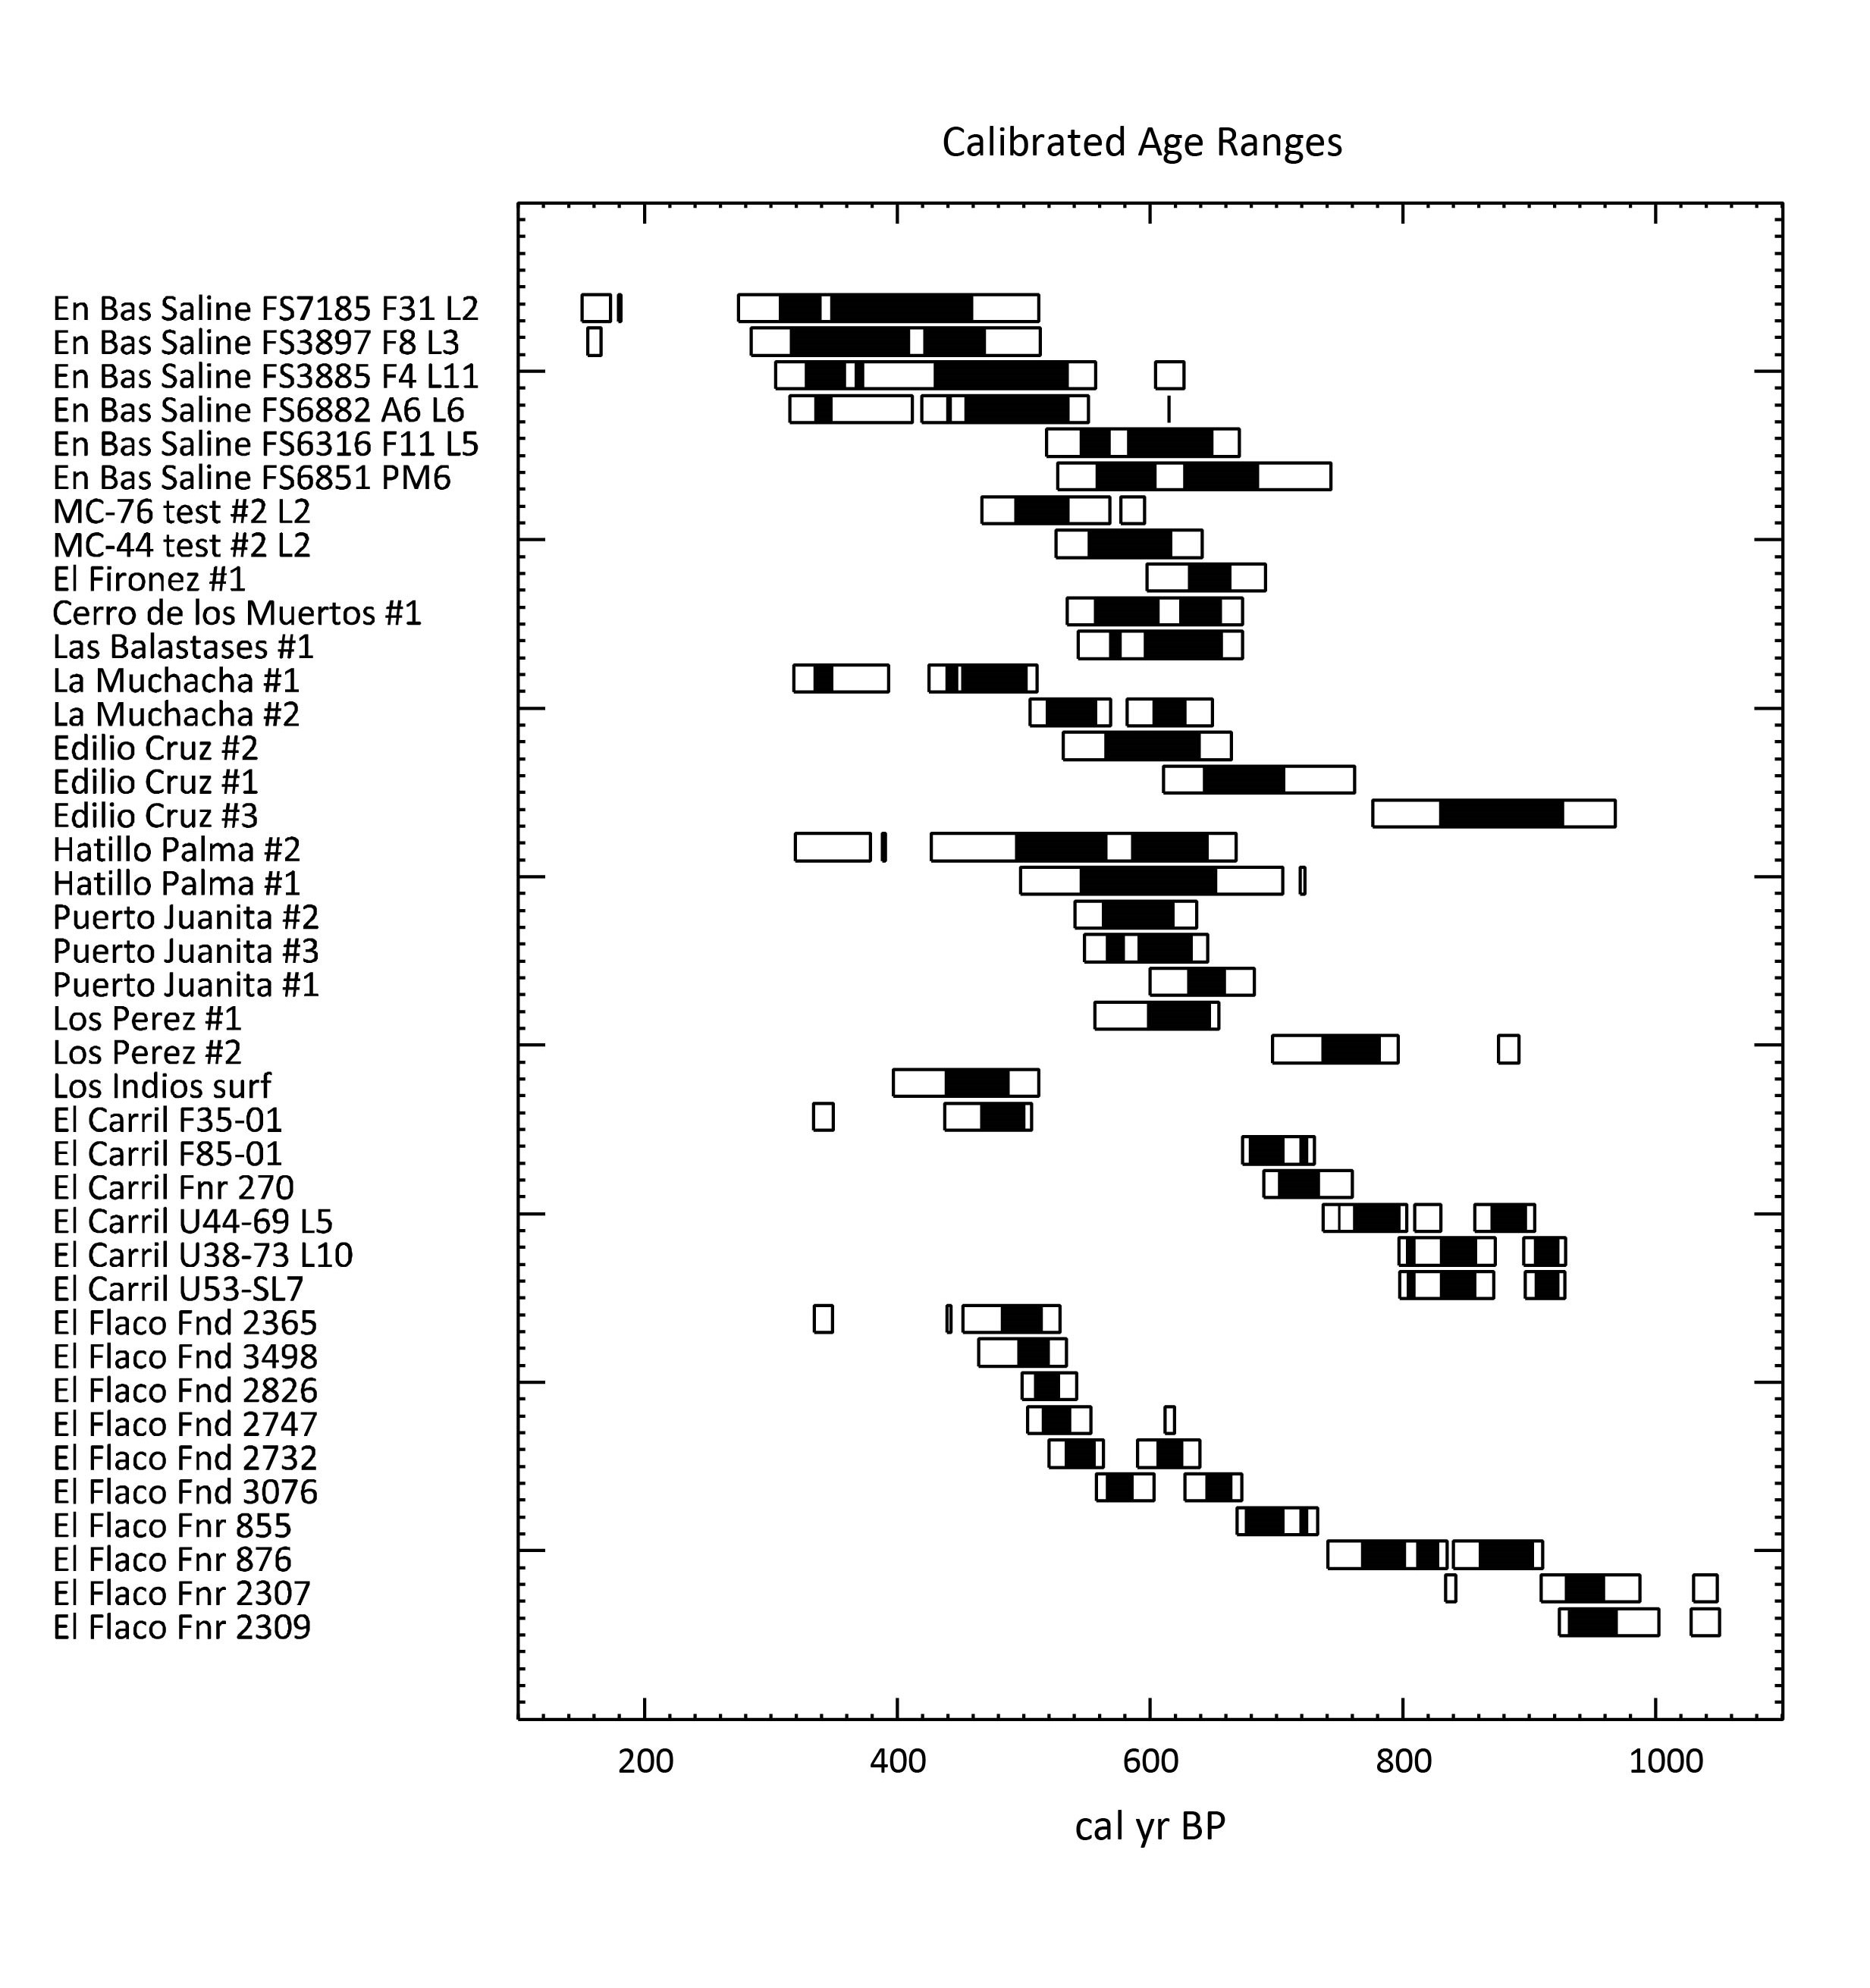 Calibrated Age Ranges
En Bas Saline FS7185 F31 L2
En Bas Saline FS3897 F8 L3
En Bas Saline FS3885 F4 L11
En Bas Saline FS6882 A6 L6
En Bas Saline FS6316 F11 L5
En Bas Saline FS6851 PM6
MC-76 test #2 L2
MC-44 test #2 L2
El Fironez #1
Cerro de los Muertos #1
Las Balastases #1
La Muchacha #1
La Muchacha #2
Edilio Cruz #2
Edilio Cruz #1
Edilio Cruz #3
Hatillo Palma #2
Hatillo Palma #1
Puerto Juanita #2
Puerto Juanita #3
Puerto Juanita #1
Los Perez #1
Los Perez #2
Los Indios surf
El Carril F35-01
El Carril F85-01
El Carril Fnr 270
El Carril U44-69 L5
El Carril U38-73 L10
El Carril U53-SL7
El Flaco Fnd 2365
El Flaco Fnd 3498
El Flaco Fnd 2826
El Flaco Fnd 2747
El Flaco Fnd 2732
El Flaco Fnd 3076
El Flaco Fnr 855
El Flaco Fnr 876
El Flaco Fnr 2307
El Flaco Fnr 2309
200 400 600 800 1000
cal yr BP